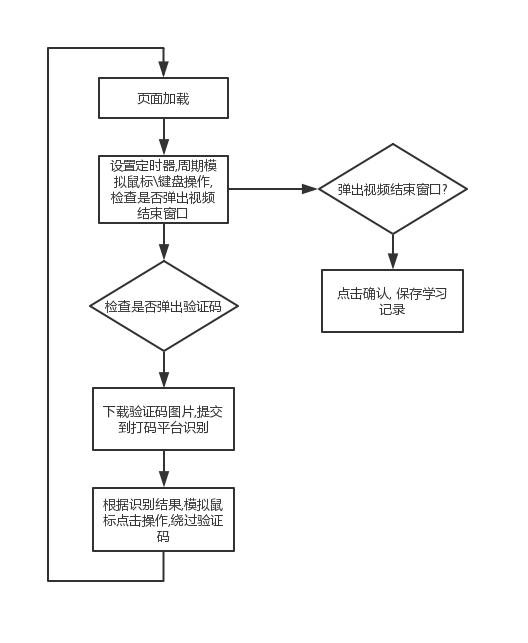 页面加载
设置定时器,周期模
拟鼠标\键盘操作,
检查是否弹出视频
结束窗口
弹出视频结束窗口?
点击确认, 保存学习
记录
检查是否弹出验证码
下载验证码图片,提交
到打码平台识别
根据识别结果,模拟鼠
标点击操作,绕过验证
码